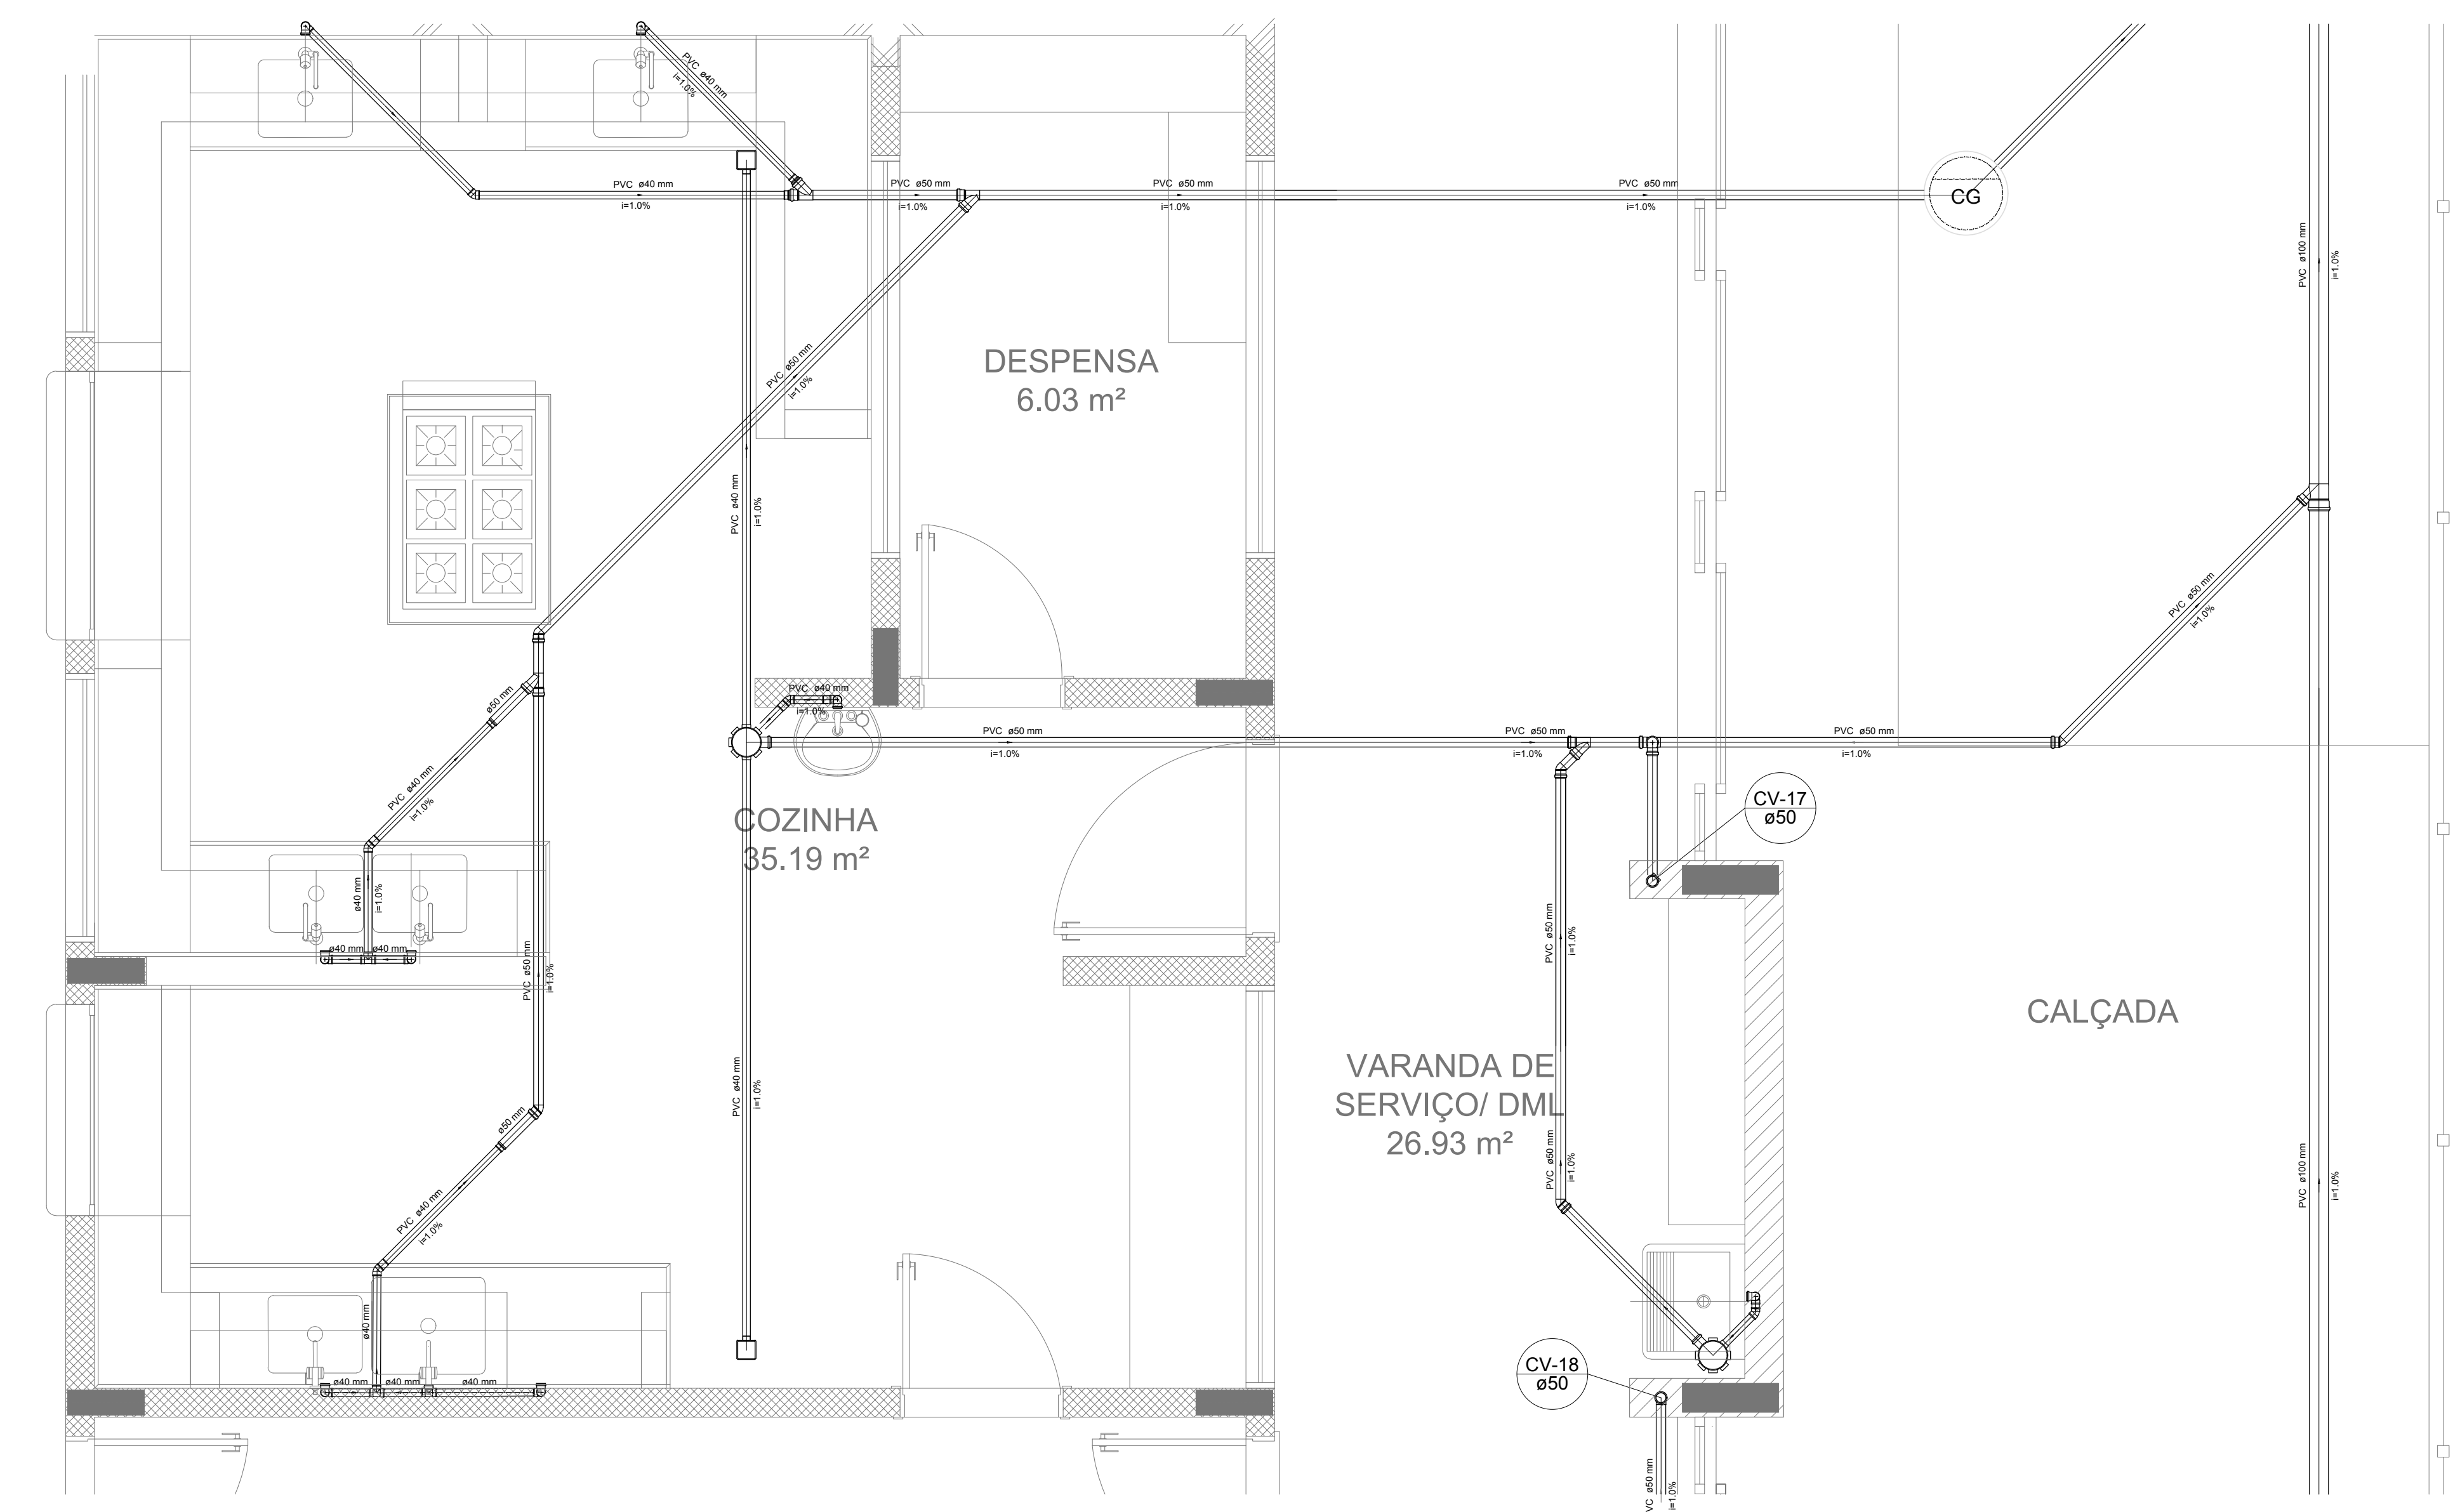 PVC ø40 mm
i=1.0%
PVC ø40 mm
i=1.0%
PVC ø50 mm
i=1.0%
PVC ø50 mm
i=1.0%
PVC ø50 mm
i=1.0%
CG
PVC ø100 mm
i=1.0%
PVC ø50 mm
i=1.0%
DESPENSA
6.03 m²
PVC ø40 mm
i=1.0%
PVC ø50 mm
i=1.0%
ø50 mm
PVC ø40 mm
i=1.0%
PVC ø40 mm
i=1.0%
PVC ø50 mm
i=1.0%
PVC ø50 mm
i=1.0%
PVC ø50 mm
i=1.0%
CV-17
ø50
COZINHA
35.19 m²
ø40 mm
i=1.0%
ø40 mm
ø40 mm
PVC ø50 mm
i=1.0%
PVC ø50 mm
i=1.0%
CALÇADA
VARANDA DE
SERVIÇO/ DML
26.93 m²
PVC ø40 mm
i=1.0%
ø50 mm
PVC ø40 mm
i=1.0%
PVC ø50 mm
i=1.0%
PVC ø100 mm
i=1.0%
ø40 mm
ø40 mm
ø40 mm
ø40 mm
CV-18
ø50
VC ø50 mm
i=1.0%